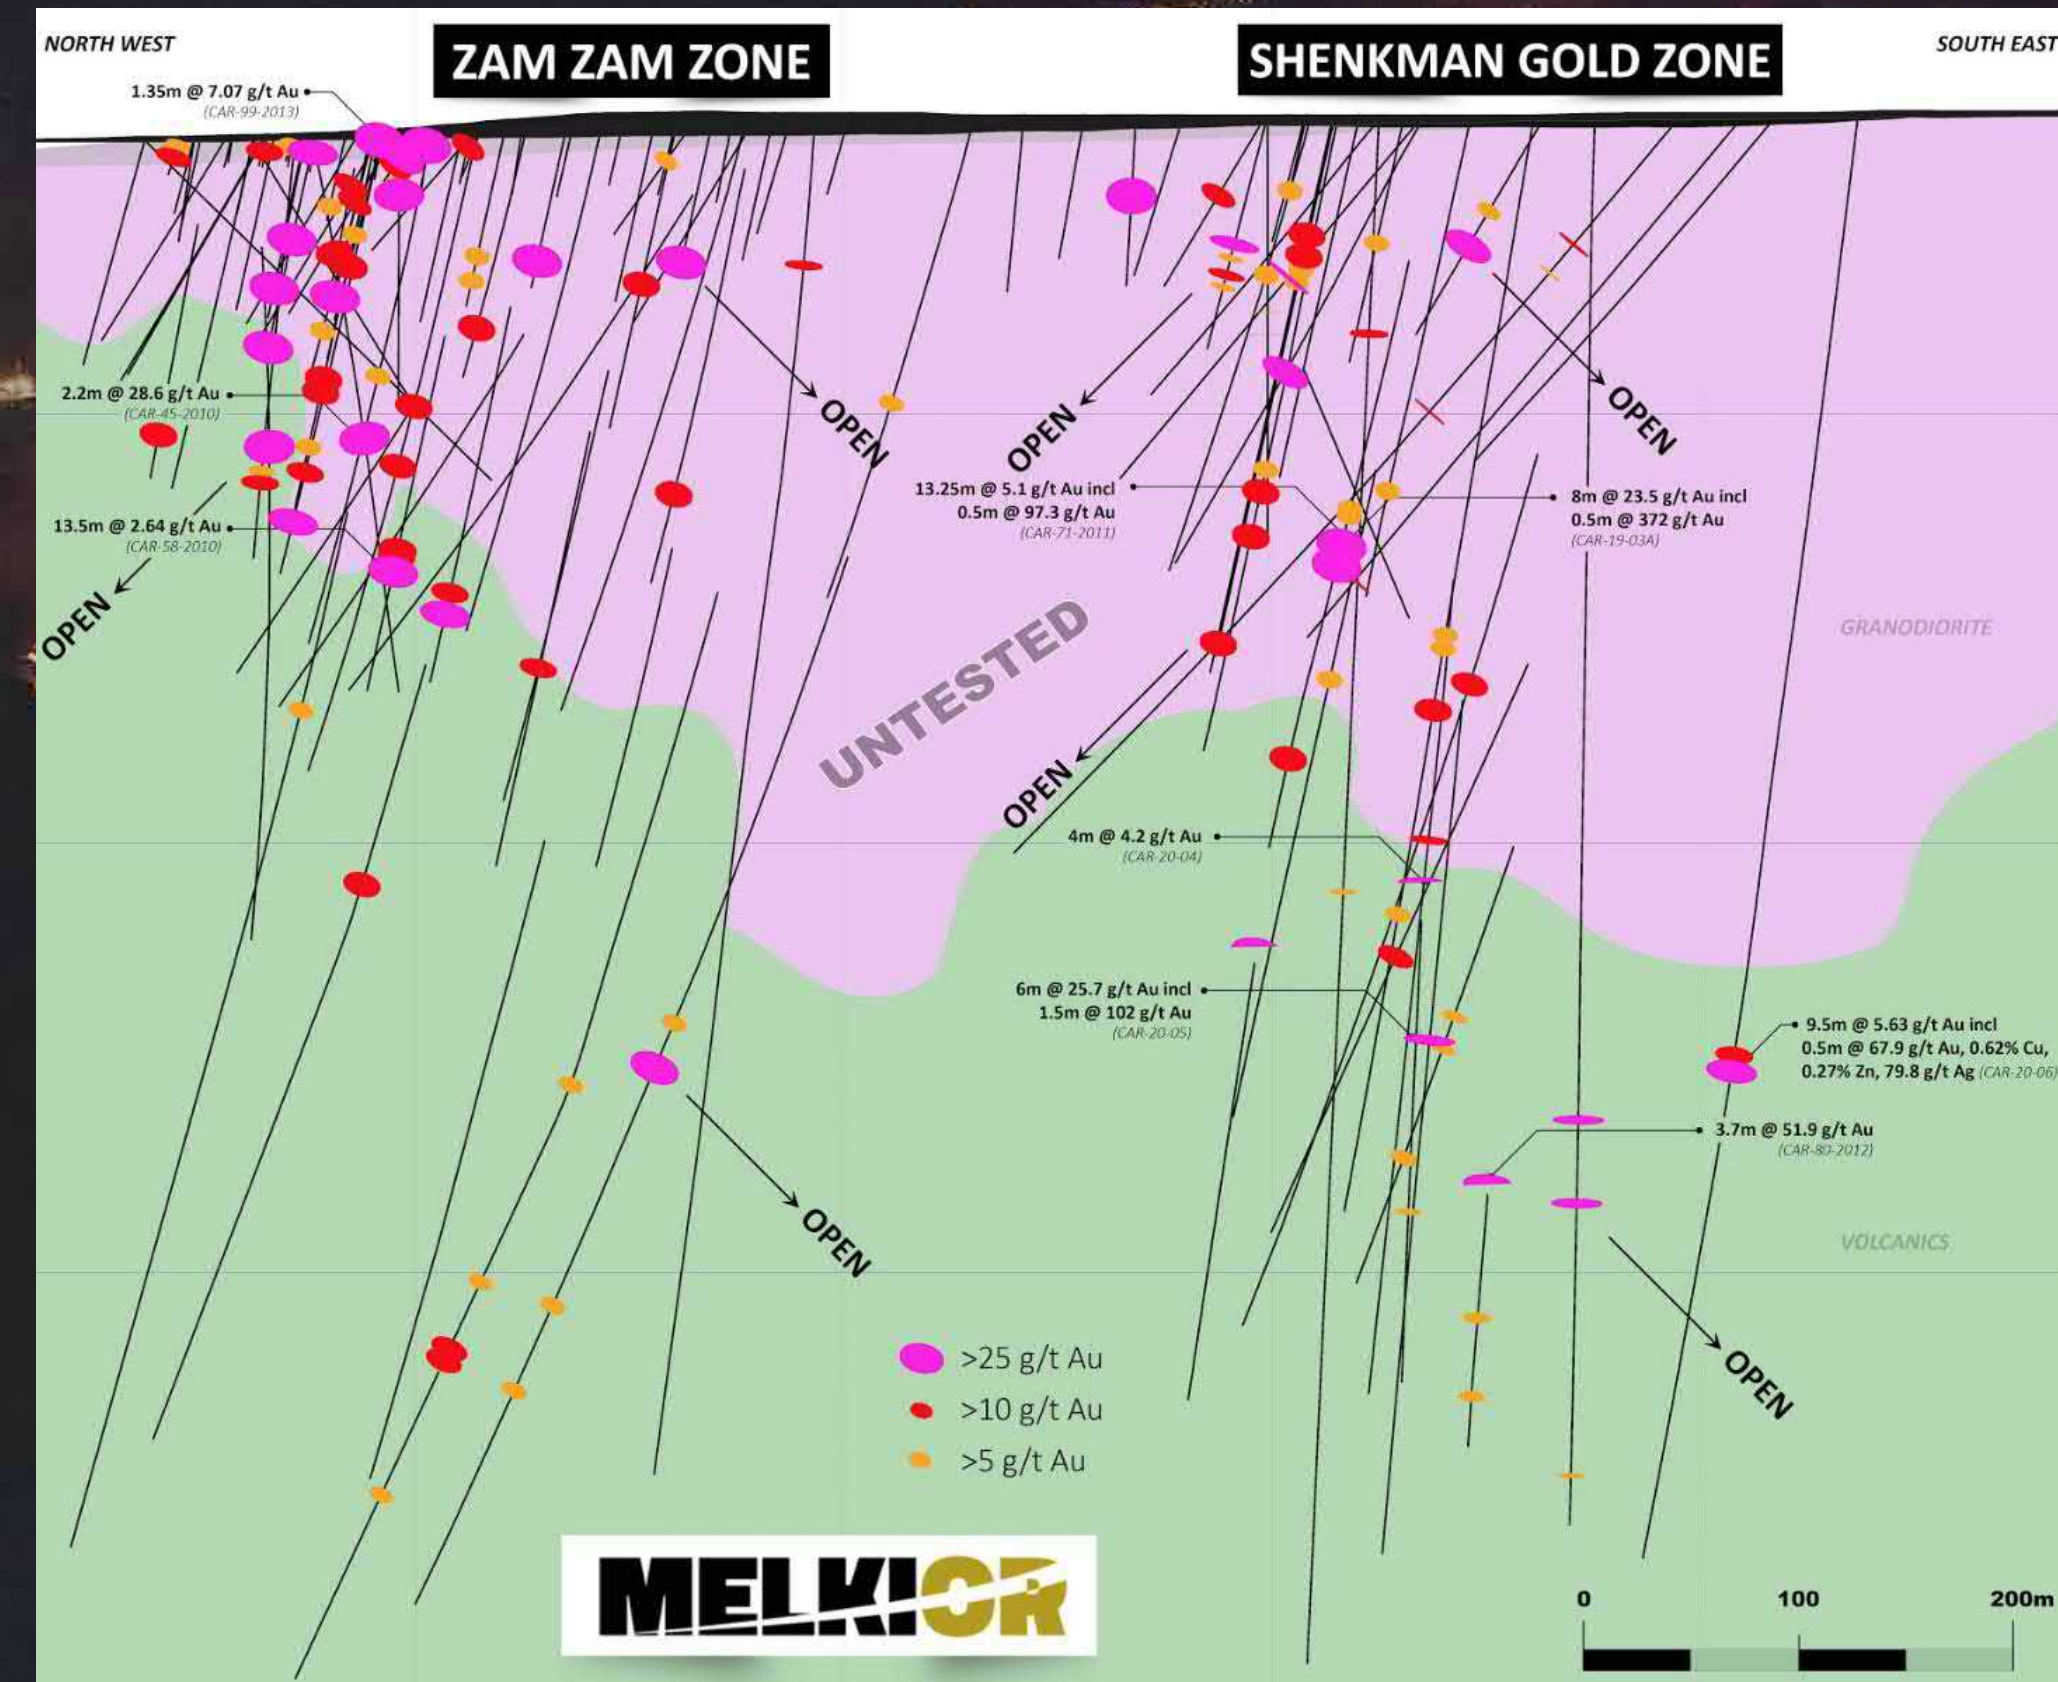 NORTH WEST
ZAM ZAM ZONE
SHENKMAN GOLD ZONE
SOUTH EAST
1.35m @ 7.07 g/t Au
(CAR-99-2013)
2.2m @ 28.6 g/t Au
(CAR-45-2010)
13.5m @ 2.64 g/t Au
(CAR-58-2010)
OPEN
OPEN
OPEN
OPEN
13.25m @ 5.1 g/t Au incl
0.5m @ 97.3 g/t Au
(CAR-71-2011)
8m @ 23.5 g/t Au incl
0.5m @ 372 g/t Au
(CAR-19-03A)
UNTESTED
GRANODIORITE
OPEN
4m @ 4.2 g/t Au
(CAR-20-04)
6m @ 25.7 g/t Au incl
1.5m @ 102 g/t Au
(CAR-20-05)
9.5m @ 5.63 g/t Au incl
0.5m @ 67.9 g/t Au, 0.62% Cu,
0.27% Zn, 79.8 g/t Ag (CAR-20-06)
3.7m @ 51.9 g/t Au
(CAR-80-2012)
VOLCANICS
OPEN
OPEN
>25 g/t Au
>10 g/t Au
>5 g/t Au
MELKIOR
0 100 200m